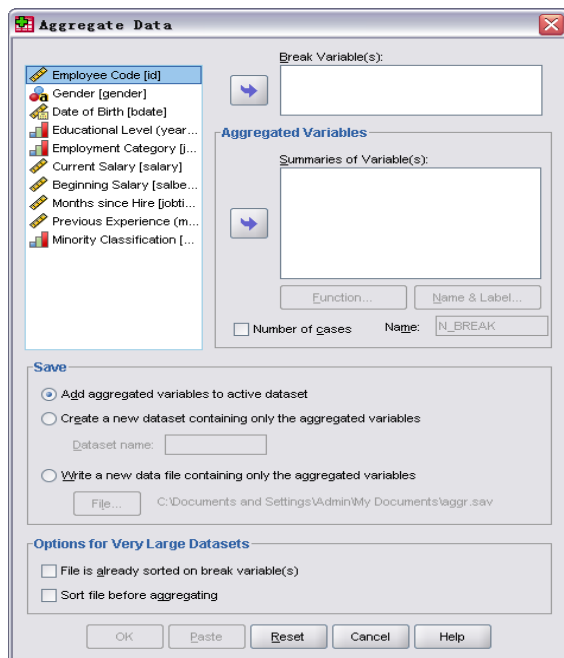 Aggregate Data
Employee Code [id]
Gender [gender]
Date of Birth [bdate]
Educational Level (year...
Employment Category [j...
Current Salary [salary]
Beginning Salary [salbe...
Months since Hire [jobti...
Previous Experience (m...
Minority Classification [...
Break Variable(s):
Aggregated Variables
Summaries of Variable(s):
Function...
Name & Label...
Number of cases
Name:
N_BREAK
Save
Add aggregated variables to active dataset
Create a new dataset containing only the aggregated variables
Dataset name:
Write a new data file containing only the aggregated variables
File...
C:\Documents and Settings\Admin\My Documents\aggr.sav
Options for Very Large Datasets
File is already sorted on break variable(s)
Sort file before aggregating
OK
Paste
Reset
Cancel
Help